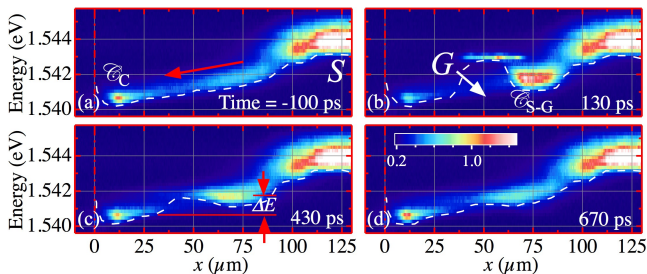 Energy (eV)
1.544
1.542
1.540
𝒞C
S
(a)
Time = -100 ps
G
𝒞S-G
(b)
130 ps
Energy (eV)
1.544
1.542
1.540
ΔE
(c)
430 ps
0.2
1.0
(d)
670 ps
0 25 50 75 100 125
x (μm)
0 25 50 75 100 125
x (μm)